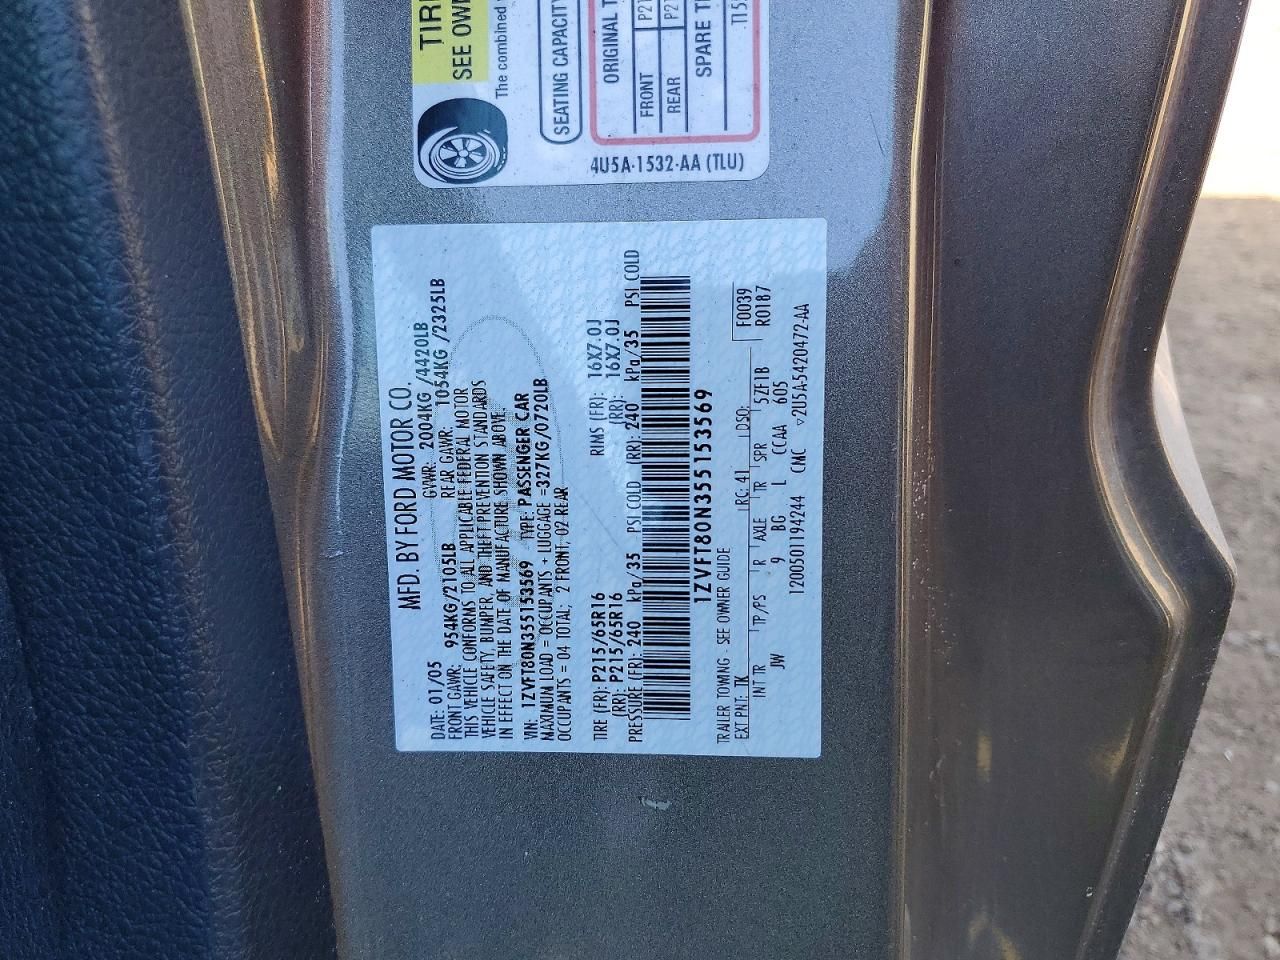 TIRE
SEE OWN
The combined
SEATING CAPACITY
ORIGINAL T
FRONT P21
REAR P21
SPARE T
T15
4U5A-1532-AA (TLU)
MFD. BY FORD MOTOR CO.
DATE: 01/05 GVWR: 2004KG /4420LB
FRONT GAWR: 954KG/2105LB REAR GAWR: 1054KG /2325LB
THIS VEHICLE CONFORMS TO ALL APPLICABLE FEDERAL MOTOR
VEHICLE SAFETY, BUMPER, AND THEFT PREVENTION STANDARDS
IN EFFECT ON THE DATE OF MANUFACTURE SHOWN ABOVE.
VIN: 1ZVFT80N355153569 TYPE: PASSENGER CAR
MAXIMUM LOAD = OCCUPANTS + LUGGAGE =327KG/0720LB
OCCUPANTS = 04 TOTAL; 2 FRONT; 02 REAR
TIRE (FR): P215/65R16 RIMS (FR): 16X7.0J
(RR): P215/65R16 (RR): 16X7.0J
PRESSURE (FR): 240 kPa/35 PSI COLD (RR): 240 kPa/35 PSI COLD
1ZVFT80N355153569
TRAILER TOWING - SEE OWNER GUIDE F0039
EXT PNT: TK RC: 41 DSO: R0187
INT TR TP/PS R AXLE TR SPR 5ZF1B
JW 9 BG L CCAA 605
1200501194244 CMC ▽2U5A-5420472-AA